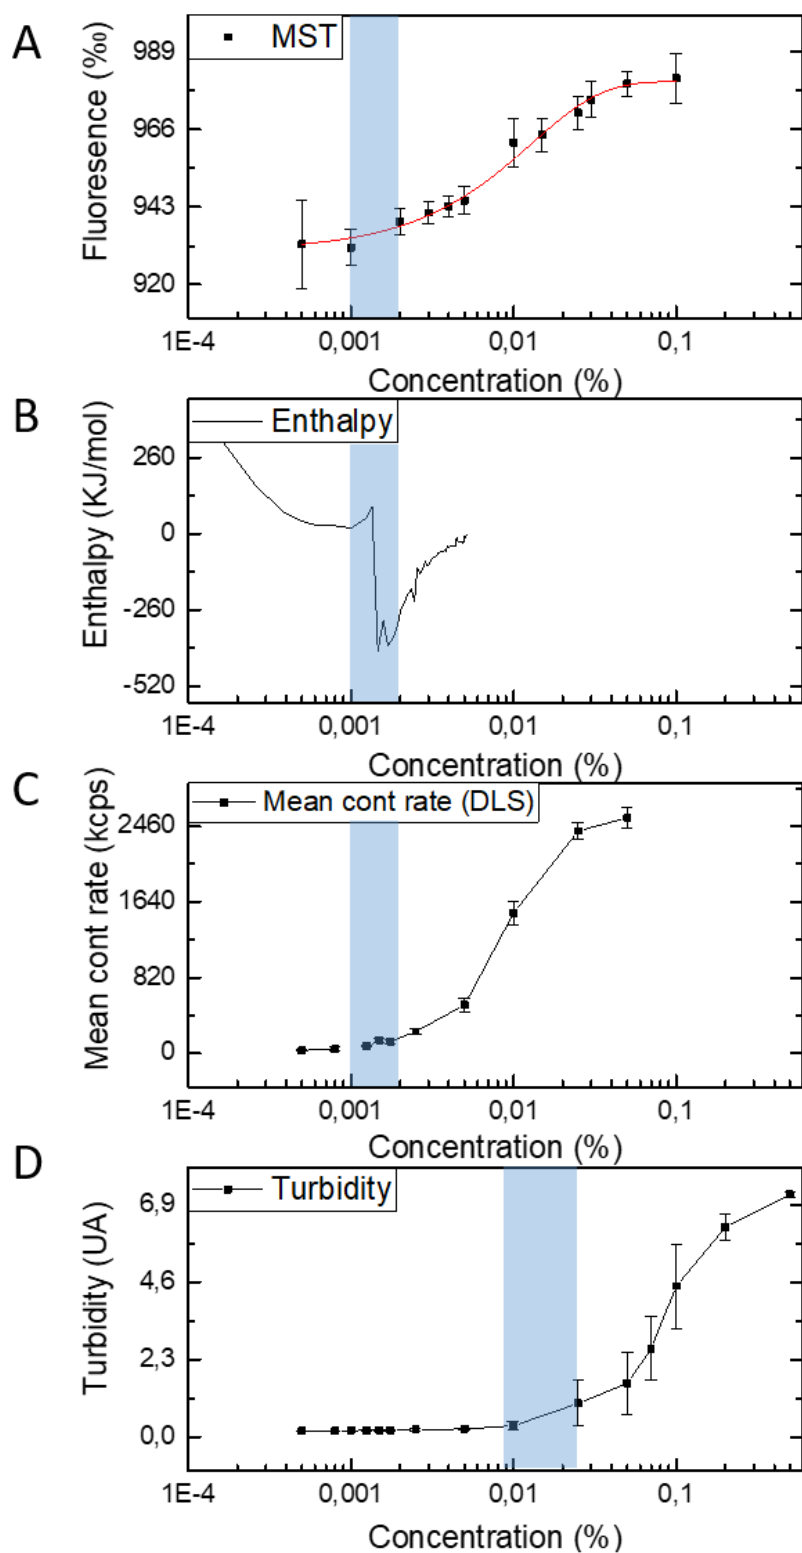 A
MST
Fluoresence (‰)
989
966
943
920
1E-4
0,001
0,01
0,1
Concentration (%)
B
Enthalpy
Enthalpy (KJ/mol)
260
0
-260
-520
1E-4
0,001
0,01
0,1
Concentration (%)
C
Mean cont rate (DLS)
Mean cont rate (kcps)
2460
1640
820
0
1E-4
0,001
0,01
0,1
Concentration (%)
D
Turbidity
Turbidity (UA)
6,9
4,6
2,3
0,0
1E-4
0,001
0,01
0,1
Concentration (%)